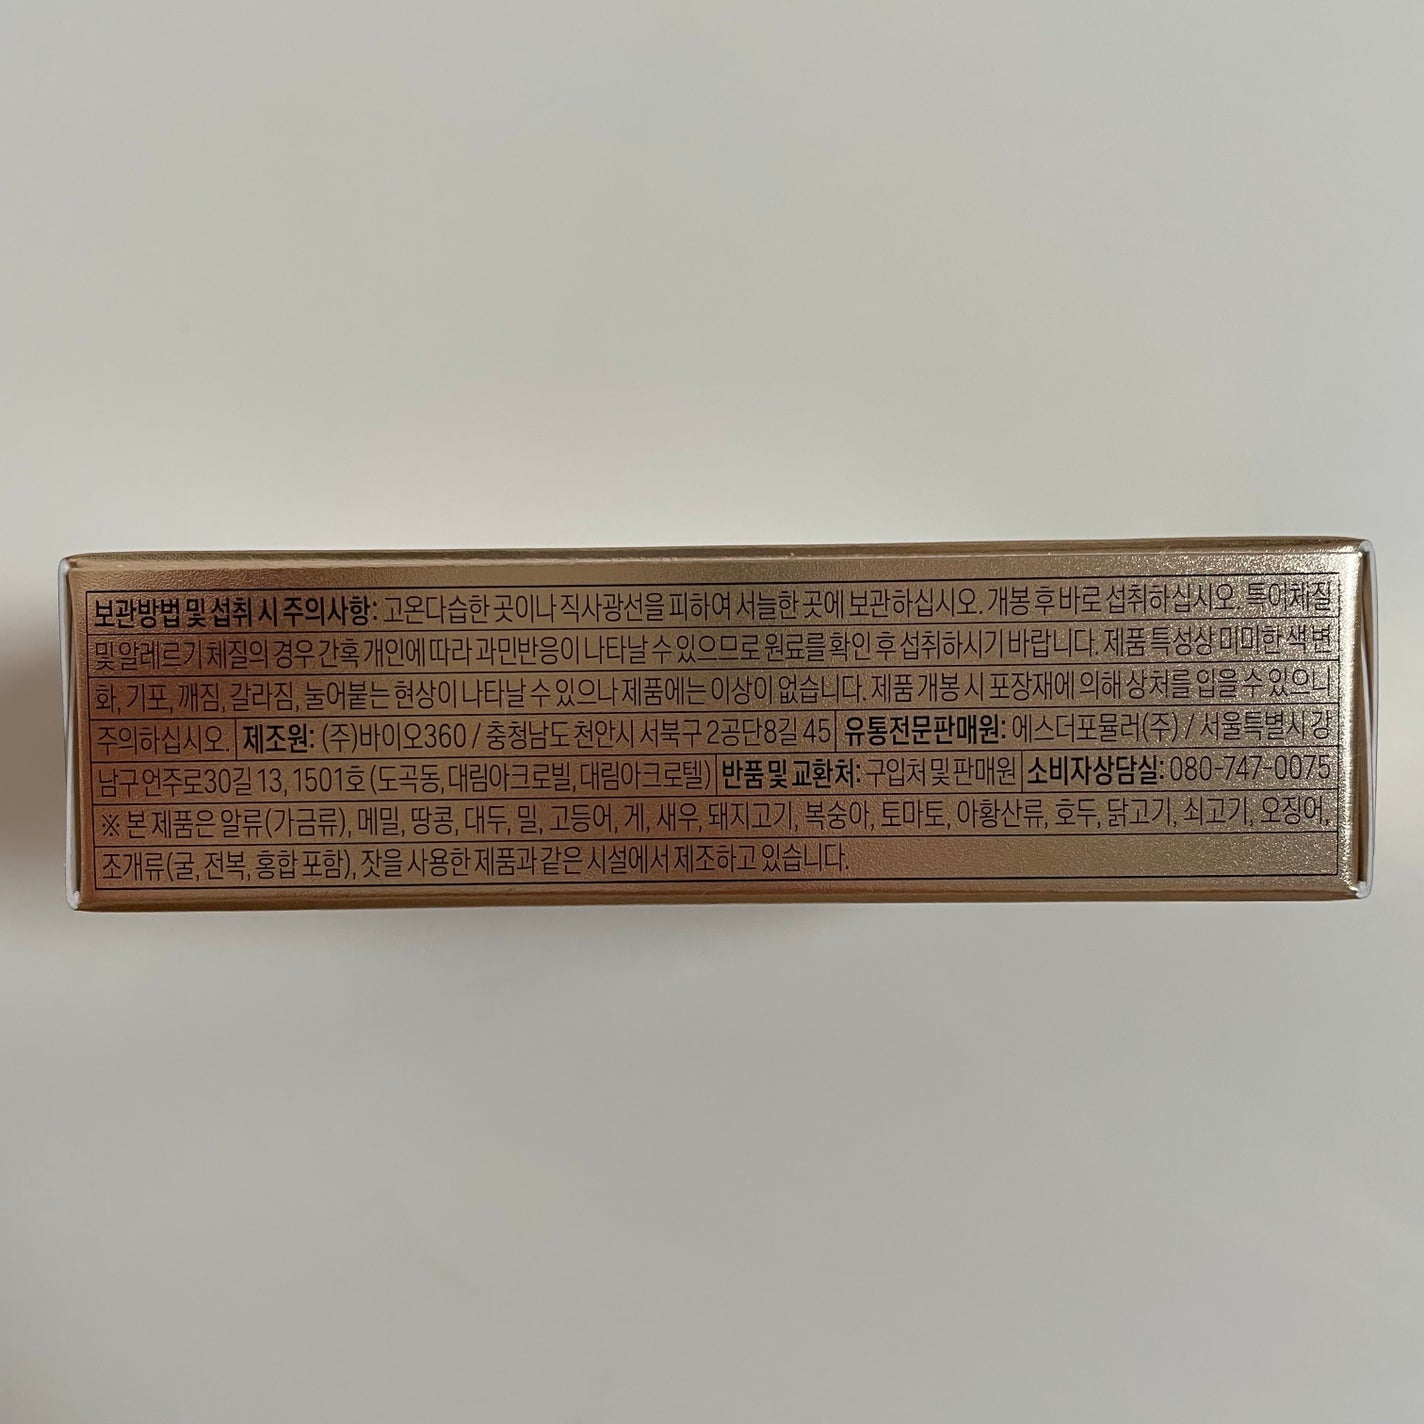 보관방법 및 섭취 시 주의사항: 고온다습한 곳이나 직사광선을 피하여 서늘한 곳에 보관하십시오. 개봉 후 바로 섭취하십시오. 특이체질
및 알레르기 체질의 경우 간혹 개인에 따라 과민반응이 나타날 수 있으므로 원료를 확인 후 섭취하시기 바랍니다. 제품 특성상 미미한 색 변
화, 기포, 깨짐, 갈라짐, 눌어붙는 현상이 나타날 수 있으나 제품에는 이상이 없습니다. 제품 개봉 시 포장재에 의해 상처를 입을 수 있으니
주의하십시오. 제조원: (주)바이오360 / 충청남도 천안시 서북구 2공단8길 45 유통전문판매원: 에스더포뮬러(주) / 서울특별시 강
남구 언주로30길 13, 1501호 (도곡동, 대림아크로빌, 대림아크로텔) 반품 및 교환처: 구입처 및 판매원 소비자상담실: 080-747-0075
※ 본 제품은 알류(가금류), 메밀, 땅콩, 대두, 밀, 고등어, 게, 새우, 돼지고기, 복숭아, 토마토, 아황산류, 호두, 닭고기, 쇠고기, 오징어,
조개류(굴, 전복, 홍합 포함), 잣을 사용한 제품과 같은 시설에서 제조하고 있습니다.